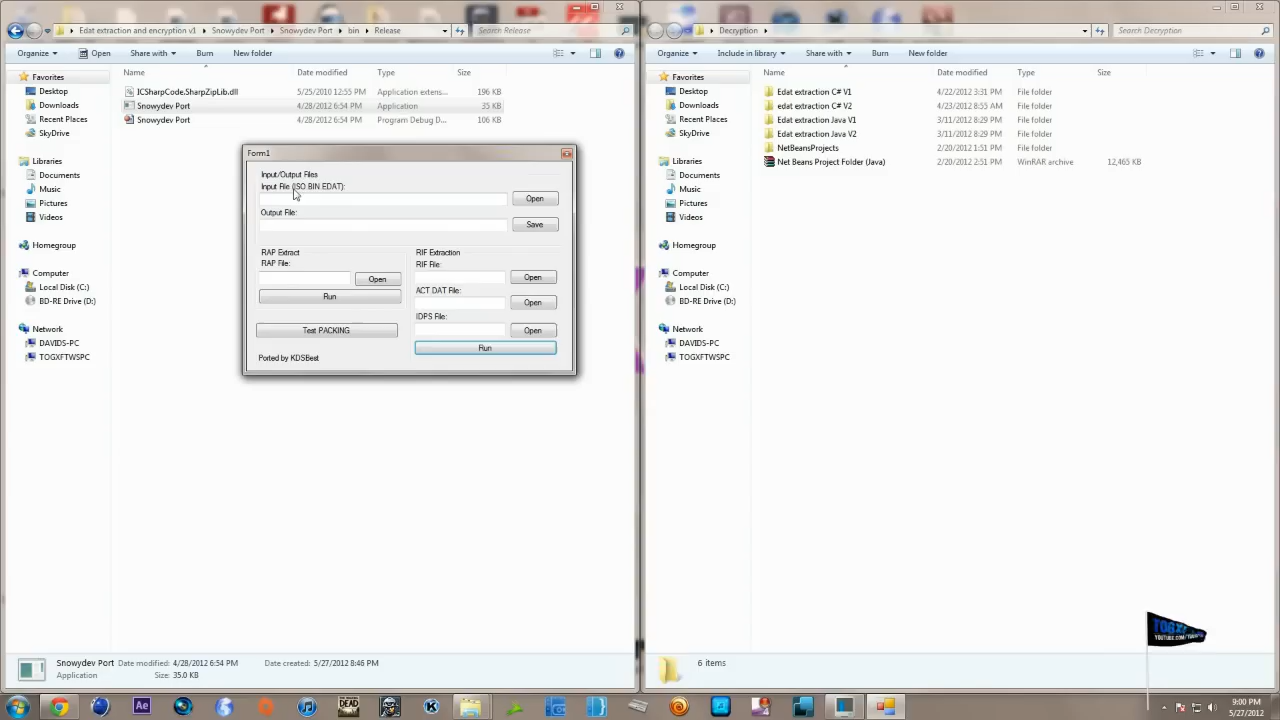 Edat extraction and encryption v1 Snowydev Port Snowydev Port bin Release Search Release
Decryption Search Decryption
Organize Open Share with Burn New folder
Organize Include in library Share with Burn New folder
Favorites
Desktop
Downloads
Recent Places
SkyDrive
Libraries
Documents
Music
Pictures
Videos
Homegroup
Computer
Local Disk (C:)
BD-RE Drive (D:)
Network
DAVIDS-PC
TOGXFTWSPC
Name Date modified Type Size
ICSharpCode.SharpZipLib.dll 5/25/2010 12:55 PM Application extens... 196 KB
Snowydev Port 4/28/2012 6:54 PM Application 35 KB
Snowydev Port 4/28/2012 6:54 PM Program Debug D... 106 KB
Form1
Input/Output Files
Input File (ISO.BIN.EDAT):
Open
Output File:
Save
RAP Extract
RAP File:
Open
Run
Test PACKING
Ported by KDSBest
RIF Extraction
RIF File:
Open
ACT.DAT File:
Open
IDPS File:
Open
Run
Favorites
Desktop
Downloads
Recent Places
SkyDrive
Libraries
Documents
Music
Pictures
Videos
Homegroup
Computer
Local Disk (C:)
BD-RE Drive (D:)
Network
DAVIDS-PC
TOGXFTWSPC
Name Date modified Type Size
Edat extraction C# V1 4/22/2012 3:31 PM File folder
edat extraction C# V2 4/23/2012 8:55 AM File folder
Edat extraction Java V1 3/11/2012 8:29 PM File folder
Edat extraction Java V2 3/11/2012 8:29 PM File folder
NetBeansProjects 2/20/2012 1:51 PM File folder
Net Beans Project Folder (Java) 2/20/2012 2:51 PM WinRAR archive 12,465 KB
Snowydev Port Date modified: 4/28/2012 6:54 PM Date created: 5/27/2012 8:46 PM
Application Size: 35.0 KB
6 items
Ae
DEAD
K
9:00 PM
5/27/2012